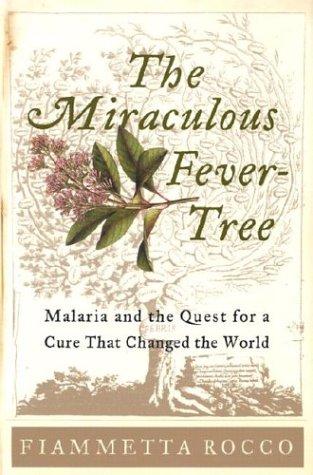 The
Miraculous
Fever-
Tree
Malaria and the Quest for a
Cure That Changed the World
Fiammetta Rocco